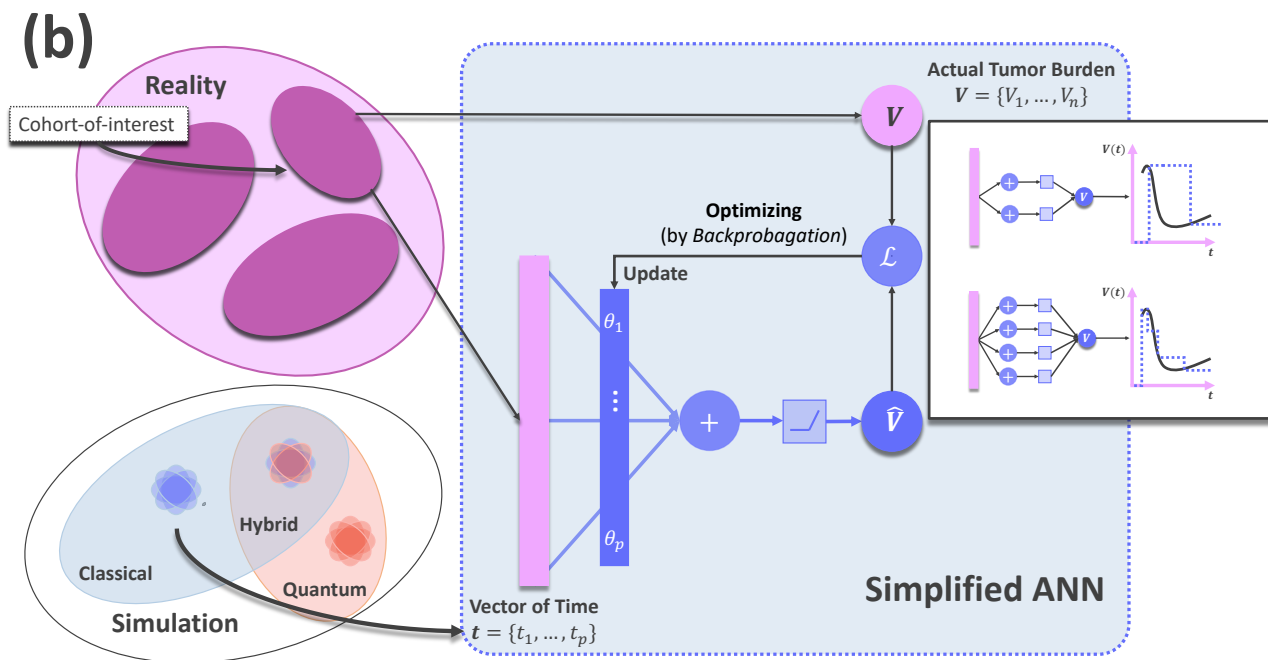 (b)
Reality
Cohort-of-interest
Actual Tumor Burden
𝑽 = {𝑉₁, … , 𝑉ₙ}
V
Optimizing
(by Backprobagation)
ℒ
Update
θ₁
...
θₚ
+
V̂
V(t)
+
+
V
t
V(t)
+
+
+
+
V
t
Classical
Hybrid
Quantum
Simulation
Vector of Time
𝒕 = {𝑡₁, … , 𝑡ₚ}
Simplified ANN